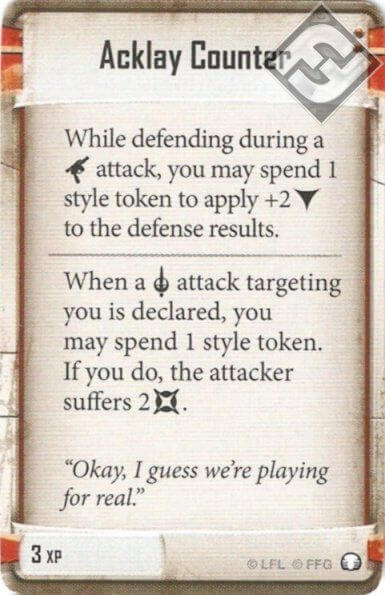 Acklay Counter
While defending during a
attack, you may spend 1
style token to apply +2
to the defense results.
When a attack targeting
you is declared, you
may spend 1 style token.
If you do, the attacker
suffers 2 .
“Okay, I guess we’re playing
for real.”
3 XP
© LFL © FFG